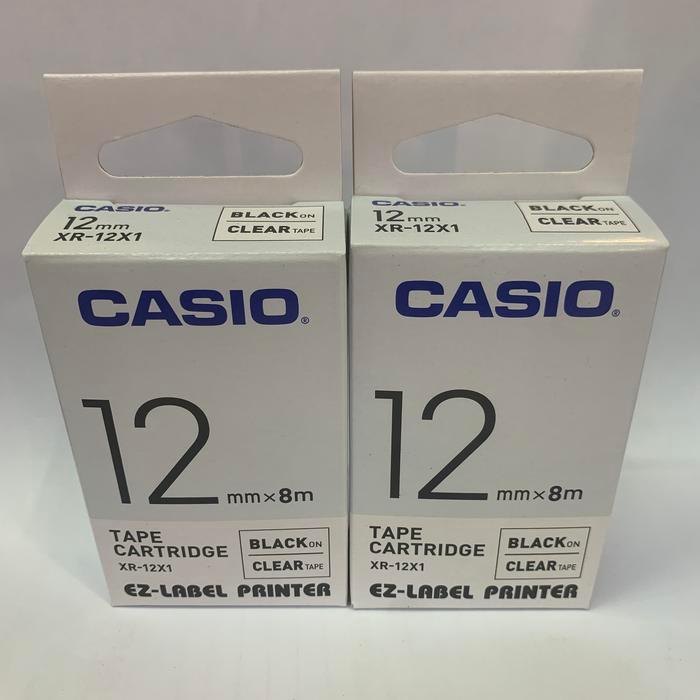 CASIO.
12mm
XR-12X1
BLACK ON
CLEAR TAPE
CASIO®
12 mm×8m
TAPE
CARTRIDGE
XR-12X1
BLACK ON
CLEAR TAPE
EZ-LABEL PRINTER
CASIO.
12mm
XR-12X1
BLACK ON
CLEAR TAPE
CASIO®
12 mm×8m
TAPE
CARTRIDGE
XR-12X1
BLACK ON
CLEAR TAPE
EZ-LABEL PRINTER